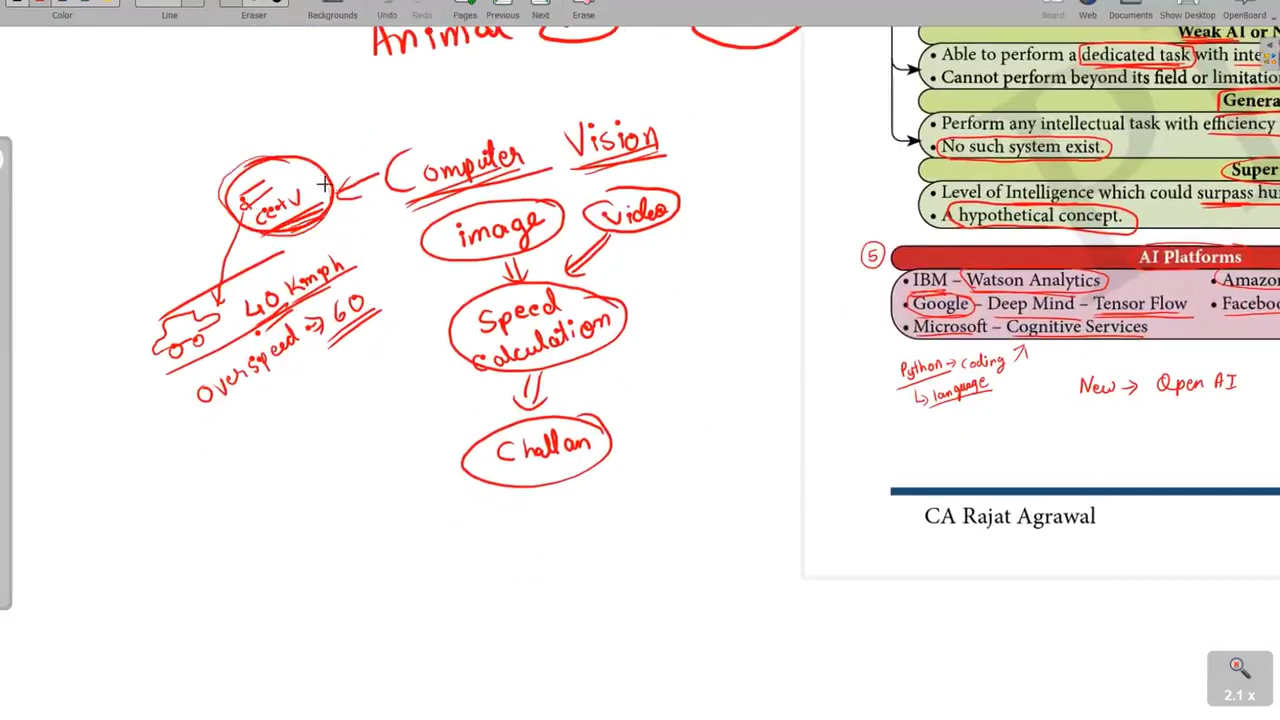 Color
Line
Eraser
Backgrounds
Undo
Redo
Pages
Previous
Next
Erase
Board
Web
Documents
Show Desktop
OpenBoard
Animal
Computer Vision
CCTV
image
Video
40 Kmph
Overspeed => 60
Speed
Calculation
Challan
Weak AI or N
• Able to perform a dedicated task with inte
• Cannot perform beyond its field or limitation
Genera
• Perform any intellectual task with efficiency
• No such system exist.
Super
• Level of Intelligence which could surpass hu
• A hypothetical concept.
5
AI Platforms
• IBM – Watson Analytics
• Amazon
• Google – Deep Mind – Tensor Flow
• Facebo
• Microsoft – Cognitive Services
Python → coding
↳ language
New → Open AI
CA Rajat Agrawal
2.1 x